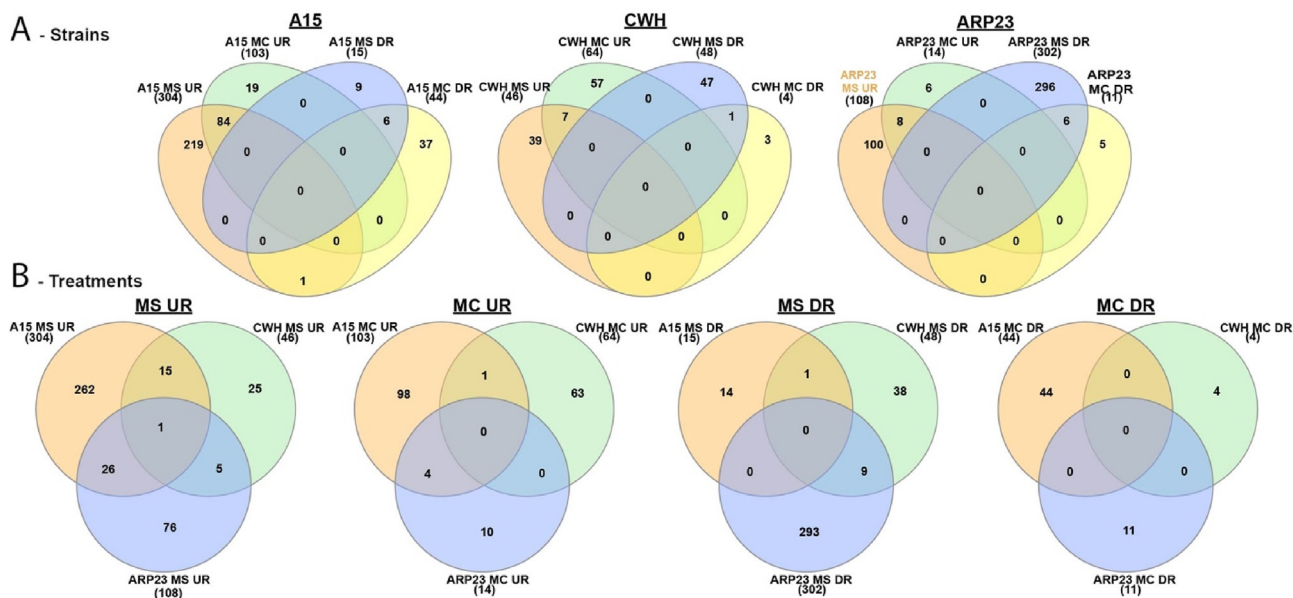 A - Strains
A15
CWH
ARP23
A15 MC UR
(103)
A15 MS DR
(15)
A15 MS UR
(304)
A15 MC DR
(44)
19
9
0
84
6
219
37
0
0
0
0
0
0
0
1
CWH MC UR
(64)
CWH MS DR
(48)
CWH MS UR
(46)
CWH MC DR
(4)
57
47
0
7
1
39
3
0
0
0
0
0
0
0
0
ARP23 MC UR
(14)
ARP23 MS DR
(302)
ARP23
MS UR
(108)
ARP23
MC DR
(11)
6
296
0
8
6
100
5
0
0
0
0
0
0
0
0
B - Treatments
MS UR
A15 MS UR
(304)
CWH MS UR
(46)
15
262
25
1
26
5
76
ARP23 MS UR
(108)
MC UR
A15 MC UR
(103)
CWH MC UR
(64)
1
98
63
0
4
0
10
ARP23 MC UR
(14)
MS DR
A15 MS DR
(15)
CWH MS DR
(48)
1
14
38
0
0
9
293
ARP23 MS DR
(302)
MC DR
A15 MC DR
(44)
CWH MC DR
(4)
0
44
4
0
0
0
11
ARP23 MC DR
(11)